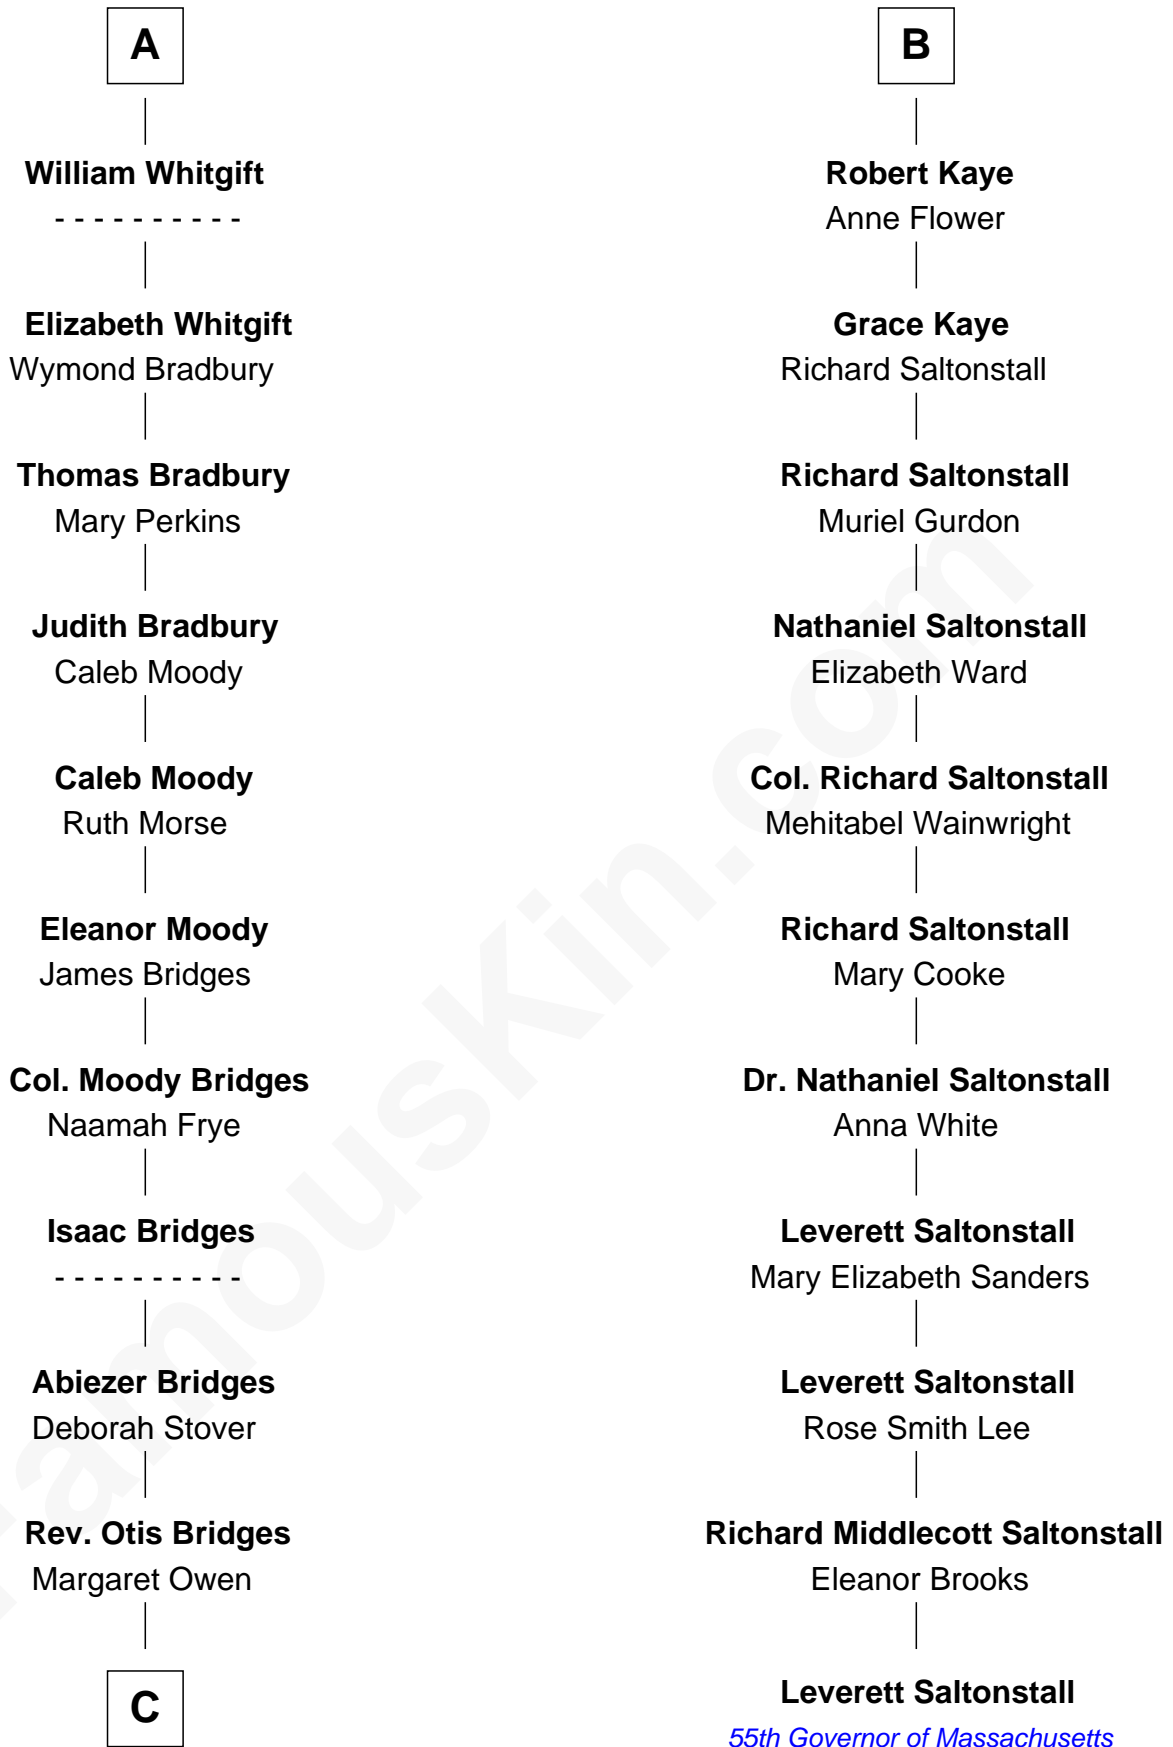 A
William Whitgift
- - - - - - - - - -
Elizabeth Whitgift
Wymond Bradbury
Thomas Bradbury
Mary Perkins
Judith Bradbury
Caleb Moody
Caleb Moody
Ruth Morse
Eleanor Moody
James Bridges
Col. Moody Bridges
Naamah Frye
Isaac Bridges
- - - - - - - - - -
Abiezer Bridges
Deborah Stover
Rev. Otis Bridges
Margaret Owen
C
B
Robert Kaye
Anne Flower
Grace Kaye
Richard Saltonstall
Richard Saltonstall
Muriel Gurdon
Nathaniel Saltonstall
Elizabeth Ward
Col. Richard Saltonstall
Mehitabel Wainwright
Richard Saltonstall
Mary Cooke
Dr. Nathaniel Saltonstall
Anna White
Leverett Saltonstall
Mary Elizabeth Sanders
Leverett Saltonstall
Rose Smith Lee
Richard Middlecott Saltonstall
Eleanor Brooks
Leverett Saltonstall
55th Governor of Massachusetts
FamousKin.com